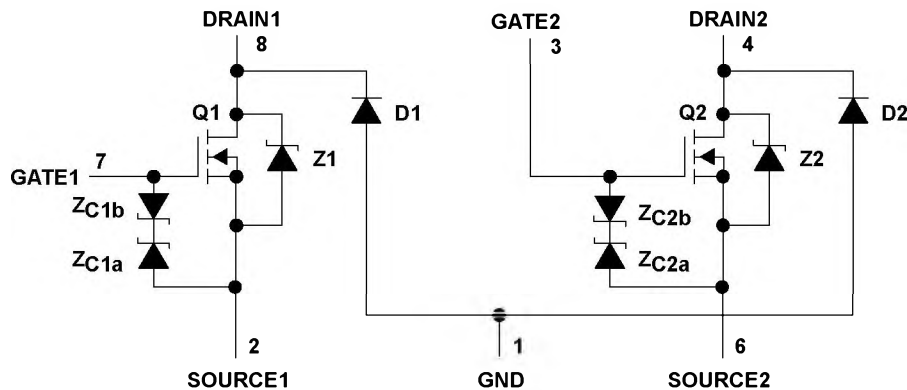 DRAIN1
8
GATE2
3
DRAIN2
4
Q1
D1
Q2
D2
7
GATE1
Z1
Z2
ZC1b
ZC2b
ZC1a
ZC2a
2
1
6
SOURCE1
GND
SOURCE2